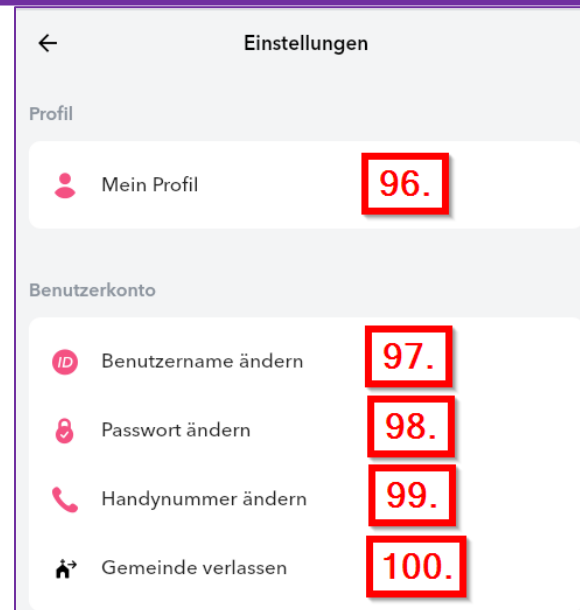 Einstellungen
Profil
Mein Profil 96.
Benutzerkonto
ID Benutzername ändern 97.
Passwort ändern 98.
Handynummer ändern 99.
Gemeinde verlassen 100.